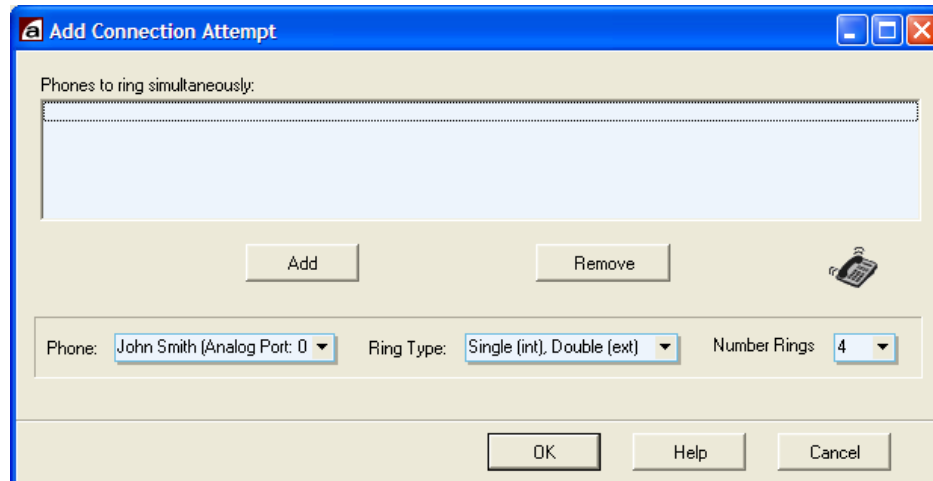 a Add Connection Attempt
Phones to ring simultaneously:
Add Remove
Phone: John Smith (Analog Port: 0 Ring Type: Single (int), Double (ext) Number Rings 4
OK Help Cancel